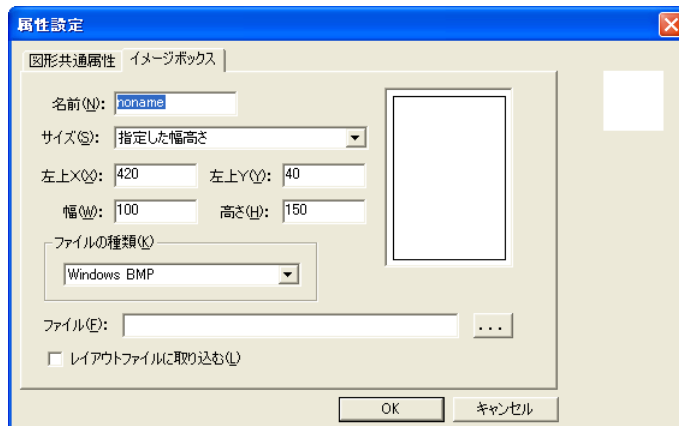 属性設定
図形共通属性 イメージボックス
名前(N): noname
サイズ(S): 指定した幅高さ
左上X(X): 420 左上Y(Y): 40
幅(W): 100 高さ(H): 150
ファイルの種類(K)
Windows BMP
ファイル(F): ...
レイアウトファイルに取り込む(L)
OK キャンセル